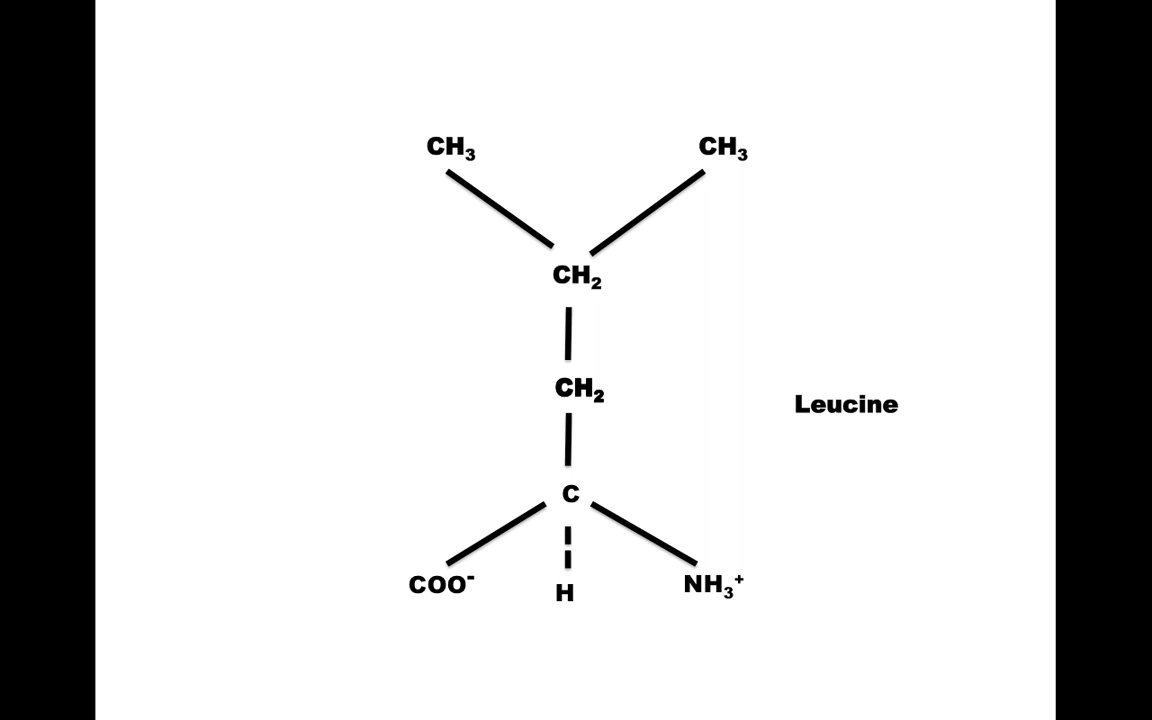 CH₃ CH₃
CH₂
CH₂
Leucine
C
COO⁻ H NH₃⁺